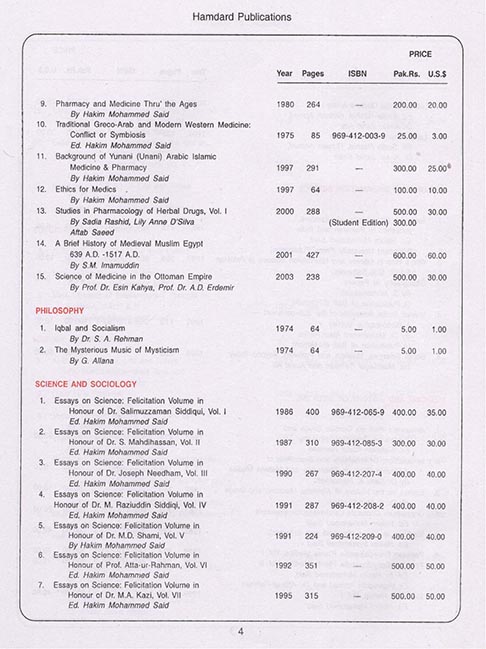 Hamdard Publications
PRICE
Year Pages ISBN Pak.Rs. U.S.$
9. Pharmacy and Medicine Thru' the Ages 1980 264 — 200.00 20.00
By Hakim Mohammed Said
10. Traditional Greco-Arab and Modern Western Medicine:
Conflict or Symbiosis 1975 85 969-412-003-9 25.00 3.00
Ed. Hakim Mohammed Said
11. Background of Yunani (Unani) Arabic Islamic
Medicine & Pharmacy 1997 291 — 300.00 25.00
By Hakim Mohammed Said
12. Ethics for Medics 1997 64 — 100.00 10.00
By Hakim Mohammed Said
13. Studies in Pharmacology of Herbal Drugs, Vol. I 2000 288 — 500.00 30.00
By Sadia Rashid, Lily Anne D'Silva (Student Edition) 300.00
Aftab Saeed
14. A Brief History of Medieval Muslim Egypt
639 A.D. -1517 A.D. 2001 427 — 600.00 60.00
By S.M. Imamuddin
15. Science of Medicine in the Ottoman Empire 2003 238 — 500.00 30.00
By Prof. Dr. Esin Kahya, Prof. Dr. A.D. Erdemir
PHILOSOPHY
1. Iqbal and Socialism 1974 64 — 5.00 1.00
By Dr. S. A. Rehman
2. The Mysterious Music of Mysticism 1974 64 — 5.00 1.00
By G. Allana
SCIENCE AND SOCIOLOGY
1. Essays on Science: Felicitation Volume in
Honour of Dr. Salimuzzaman Siddiqui, Vol. I 1986 400 969-412-065-9 400.00 35.00
Ed. Hakim Mohammed Said
2. Essays on Science: Felicitation Volume in
Honour of Dr. S. Mahdihassan, Vol. II 1987 310 969-412-085-3 300.00 30.00
Ed. Hakim Mohammed Said
3. Essays on Science: Felicitation Volume in
Honour of Dr. Joseph Needham, Vol. III 1990 267 969-412-207-4 400.00 40.00
Ed. Hakim Mohammed Said
4. Essays on Science: Felicitation Volume in
Honour of Dr. M. Raziuddin Siddiqi, Vol. IV 1991 287 969-412-208-2 400.00 40.00
Ed. Hakim Mohammed Said
5. Essays on Science: Felicitation Volume in
Honour of Dr. M.D. Shami, Vol. V 1991 224 969-412-209-0 400.00 40.00
By Hakim Mohammed Said
6. Essays on Science: Felicitation Volume in
Honour of Prof. Atta-ur-Rahman, Vol. VI 1992 351 — 500.00 50.00
Ed. Hakim Mohammed Said
7. Essays on Science: Felicitation Volume in
Honour of Dr. M.A. Kazi, Vol. VII 1995 315 — 500.00 50.00
Ed. Hakim Mohammed Said
4